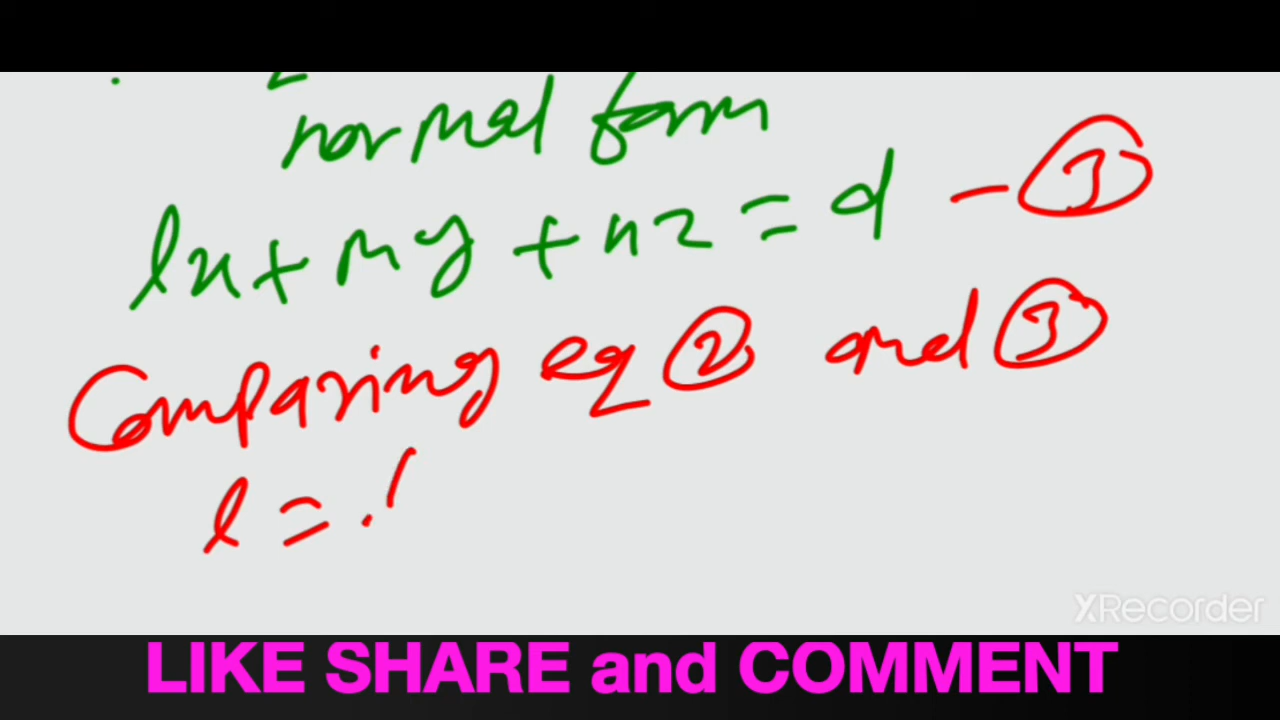 normal form
lx + my + nz = d - ③
Comparing eq ② and ③
l =
XRecorder
LIKE SHARE and COMMENT